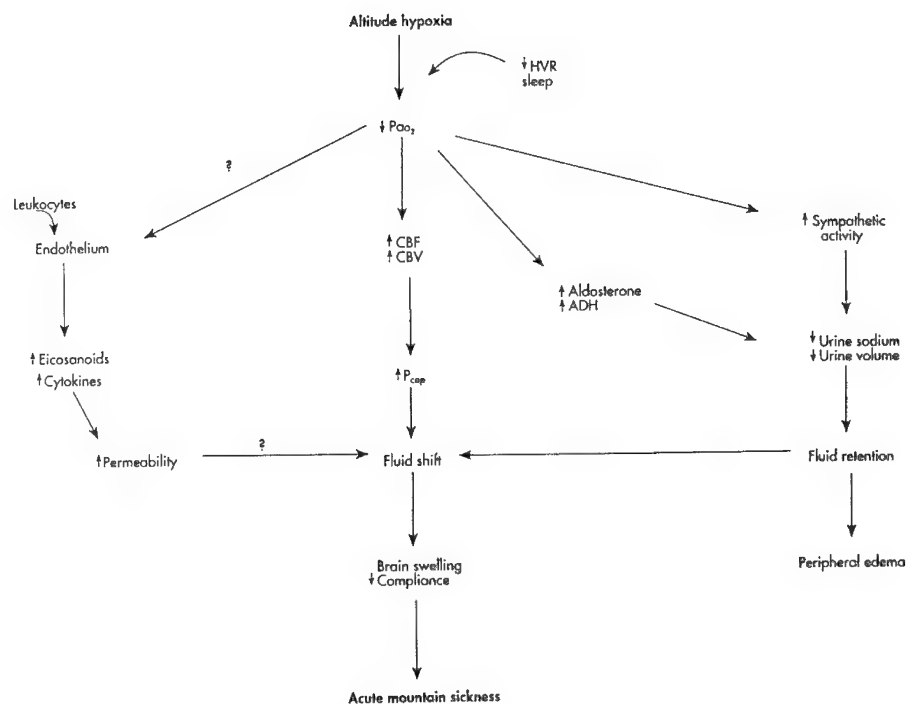 Altitude hypoxia
↓ HVR
sleep
↓ Pao₂
?
Leukocytes
Endothelium
↑ CBF
↑ CBV
↑ Sympathetic
activity
↑ Aldosterone
↑ ADH
↓ Urine sodium
↓ Urine volume
↑ Eicosanoids
↑ Cytokines
↑ P꜀ₐₚ
↑ Permeability
?
Fluid shift
Fluid retention
Brain swelling
↓ Compliance
Peripheral edema
Acute mountain sickness